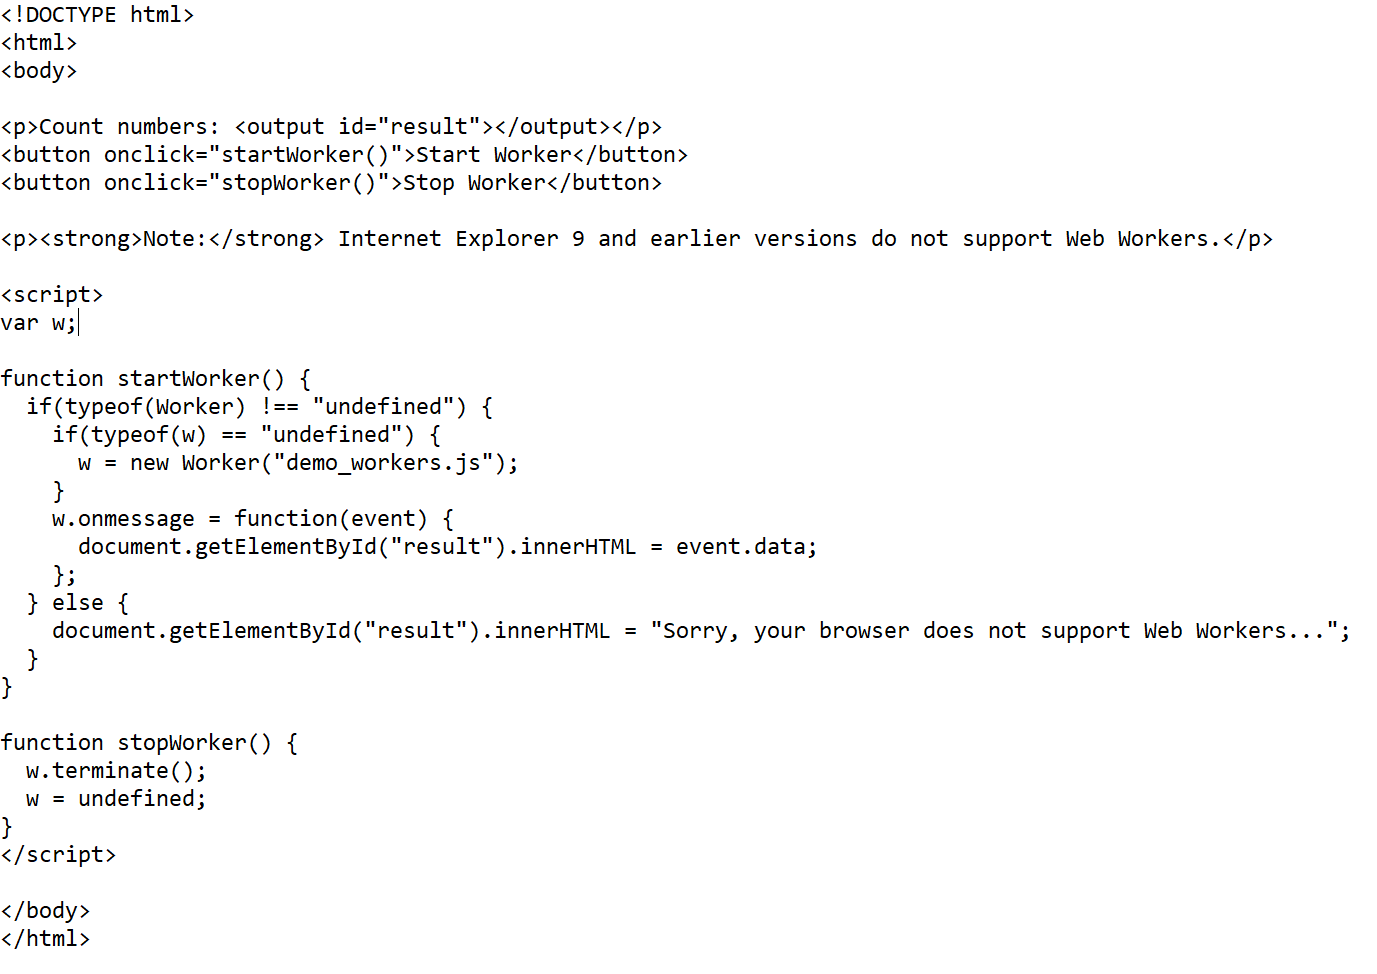 <!DOCTYPE html>
<html>
<body>

<p>Count numbers: <output id="result"></output></p>
<button onclick="startWorker()">Start Worker</button>
<button onclick="stopWorker()">Stop Worker</button>

<p><strong>Note:</strong> Internet Explorer 9 and earlier versions do not support Web Workers.</p>

<script>
var w;

function startWorker() {
  if(typeof(Worker) !== "undefined") {
    if(typeof(w) == "undefined") {
      w = new Worker("demo_workers.js");
    }
    w.onmessage = function(event) {
      document.getElementById("result").innerHTML = event.data;
    };
  } else {
    document.getElementById("result").innerHTML = "Sorry, your browser does not support Web Workers...";
  }
}

function stopWorker() {
  w.terminate();
  w = undefined;
}
</script>

</body>
</html>